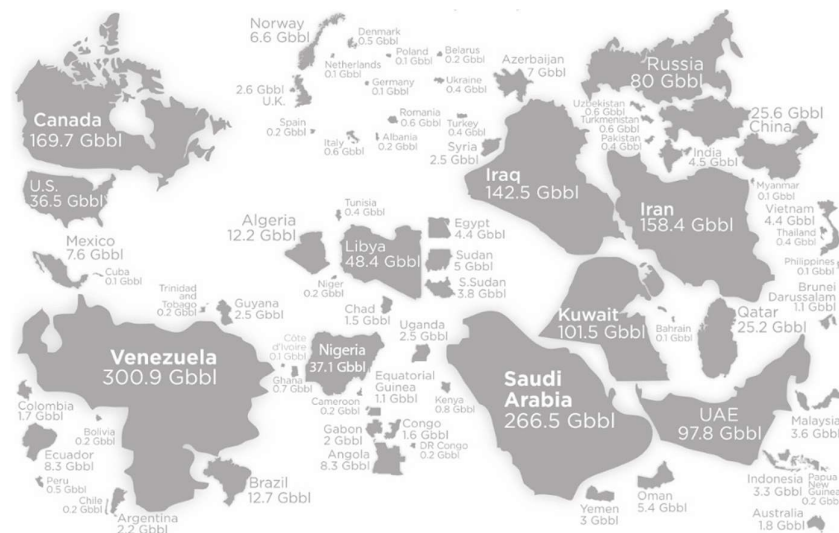 Norway
6.6 Gbbl
Denmark
0.5 Gbbl
Poland
0.1 Gbbl
Belarus
0.2 Gbbl
Netherlands
0.1 Gbbl
Germany
0.1 Gbbl
Ukraine
0.4 Gbbl
2.6 Gbbl
U.K.
Romania
0.6 Gbbl
Turkey
0.4 Gbbl
Spain
0.2 Gbbl
Italy
0.6 Gbbl
Albania
0.2 Gbbl
Syria
2.5 Gbbl
Azerbaijan
7 Gbbl
Russia
80 Gbbl
Uzbekistan
0.6 Gbbl
Turkmenistan
0.6 Gbbl
Pakistan
0.4 Gbbl
25.6 Gbbl
China
India
4.5 Gbbl
Canada
169.7 Gbbl
U.S.
36.5 Gbbl
Mexico
7.6 Gbbl
Cuba
0.1 Gbbl
Iraq
142.5 Gbbl
Iran
158.4 Gbbl
Myanmar
0.1 Gbbl
Vietnam
4.4 Gbbl
Thailand
0.4 Gbbl
Philippines
0.1 Gbbl
Brunei
Darussalam
1.1 Gbbl
Tunisia
0.4 Gbbl
Algeria
12.2 Gbbl
Libya
48.4 Gbbl
Egypt
4.4 Gbbl
Sudan
5 Gbbl
S.Sudan
3.8 Gbbl
Niger
0.2 Gbbl
Chad
1.5 Gbbl
Trinidad
and
Tobago
0.2 Gbbl
Guyana
2.5 Gbbl
Kuwait
101.5 Gbbl
Bahrain
0.1 Gbbl
Qatar
25.2 Gbbl
Venezuela
300.9 Gbbl
Côte
d'Ivoire
0.1 Gbbl
Nigeria
37.1 Gbbl
Ghana
0.7 Gbbl
Uganda
2.5 Gbbl
Cameroon
0.2 Gbbl
Equatorial
Guinea
1.1 Gbbl
Kenya
0.8 Gbbl
Gabon
2 Gbbl
Congo
1.6 Gbbl
DR Congo
0.2 Gbbl
Angola
8.3 Gbbl
Saudi
Arabia
266.5 Gbbl
UAE
97.8 Gbbl
Malaysia
3.6 Gbbl
Colombia
1.7 Gbbl
Bolivia
0.2 Gbbl
Ecuador
8.3 Gbbl
Peru
0.5 Gbbl
Chile
0.2 Gbbl
Argentina
2.2 Gbbl
Brazil
12.7 Gbbl
Yemen
3 Gbbl
Oman
5.4 Gbbl
Indonesia
3.3 Gbbl
Papua
New
Guinea
0.2 Gbbl
Australia
1.8 Gbbl